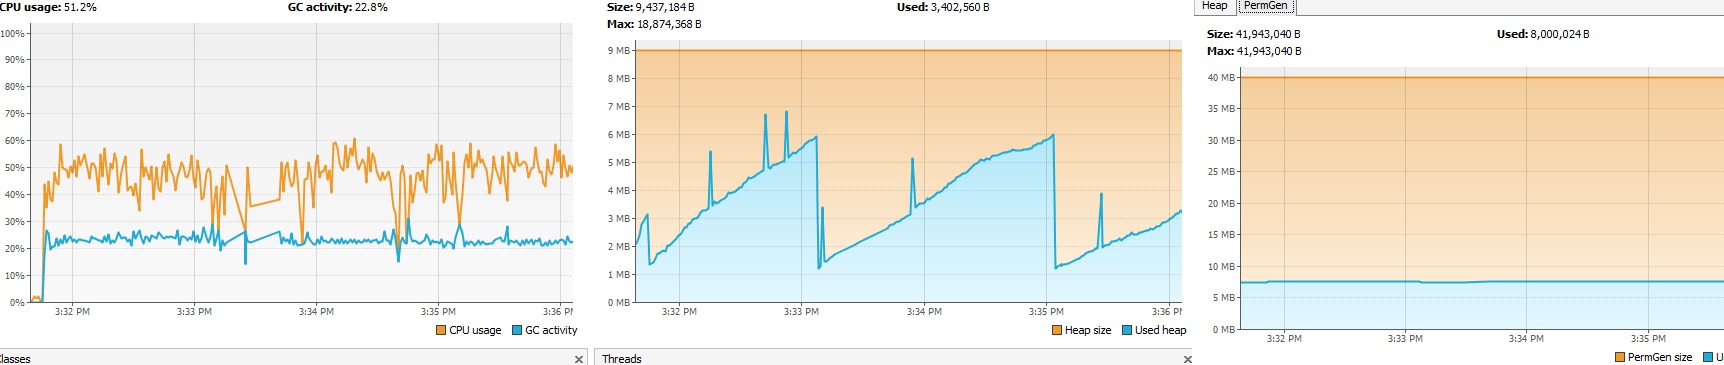 CPU usage: 51.2% GC activity: 22.8%
100%
90%
80%
70%
60%
50%
40%
30%
20%
10%
0%
3:32 PM 3:33 PM 3:34 PM 3:35 PM 3:36 P
CPU usage GC activity
Classes
Size: 9,437,184 B Used: 3,402,560 B
Max: 18,874,368 B
9 MB
8 MB
7 MB
6 MB
5 MB
4 MB
3 MB
2 MB
1 MB
0 MB
3:32 PM 3:33 PM 3:34 PM 3:35 PM 3:36 P
Heap size Used heap
Threads
Heap PermGen
Size: 41,943,040 B Used: 8,000,024 B
Max: 41,943,040 B
40 MB
35 MB
30 MB
25 MB
20 MB
15 MB
10 MB
5 MB
0 MB
3:32 PM 3:33 PM 3:34 PM 3:35 PM
PermGen size U